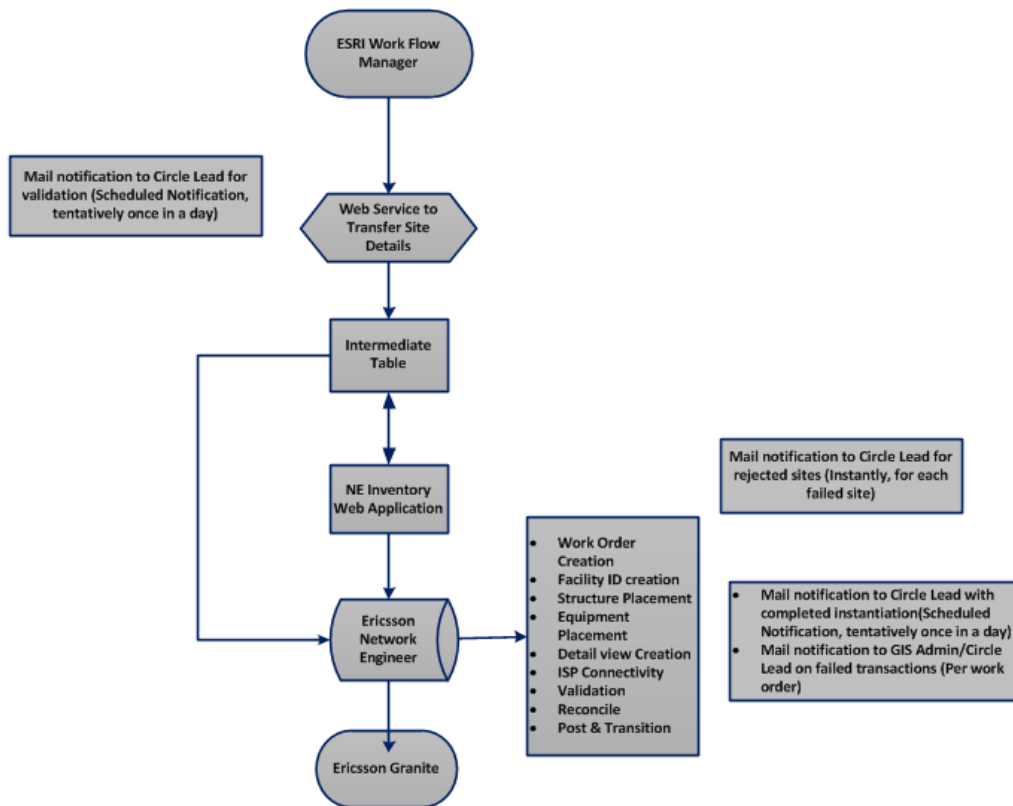 ESRI Work Flow
Manager
Mail notification to Circle Lead for
validation (Scheduled Notification,
tentatively once in a day)
Web Service to
Transfer Site
Details
Intermediate
Table
NE Inventory
Web Application
Mail notification to Circle Lead for
rejected sites (Instantly, for each
failed site)
Ericsson
Network
Engineer
• Work Order
Creation
• Facility ID creation
• Structure Placement
• Equipment
Placement
• Detail view Creation
• ISP Connectivity
• Validation
• Reconcile
• Post & Transition
• Mail notification to Circle Lead with
completed instantiation(Scheduled
Notification, tentatively once in a day)
• Mail notification to GIS Admin/Circle
Lead on failed transactions (Per work
order)
Ericsson Granite